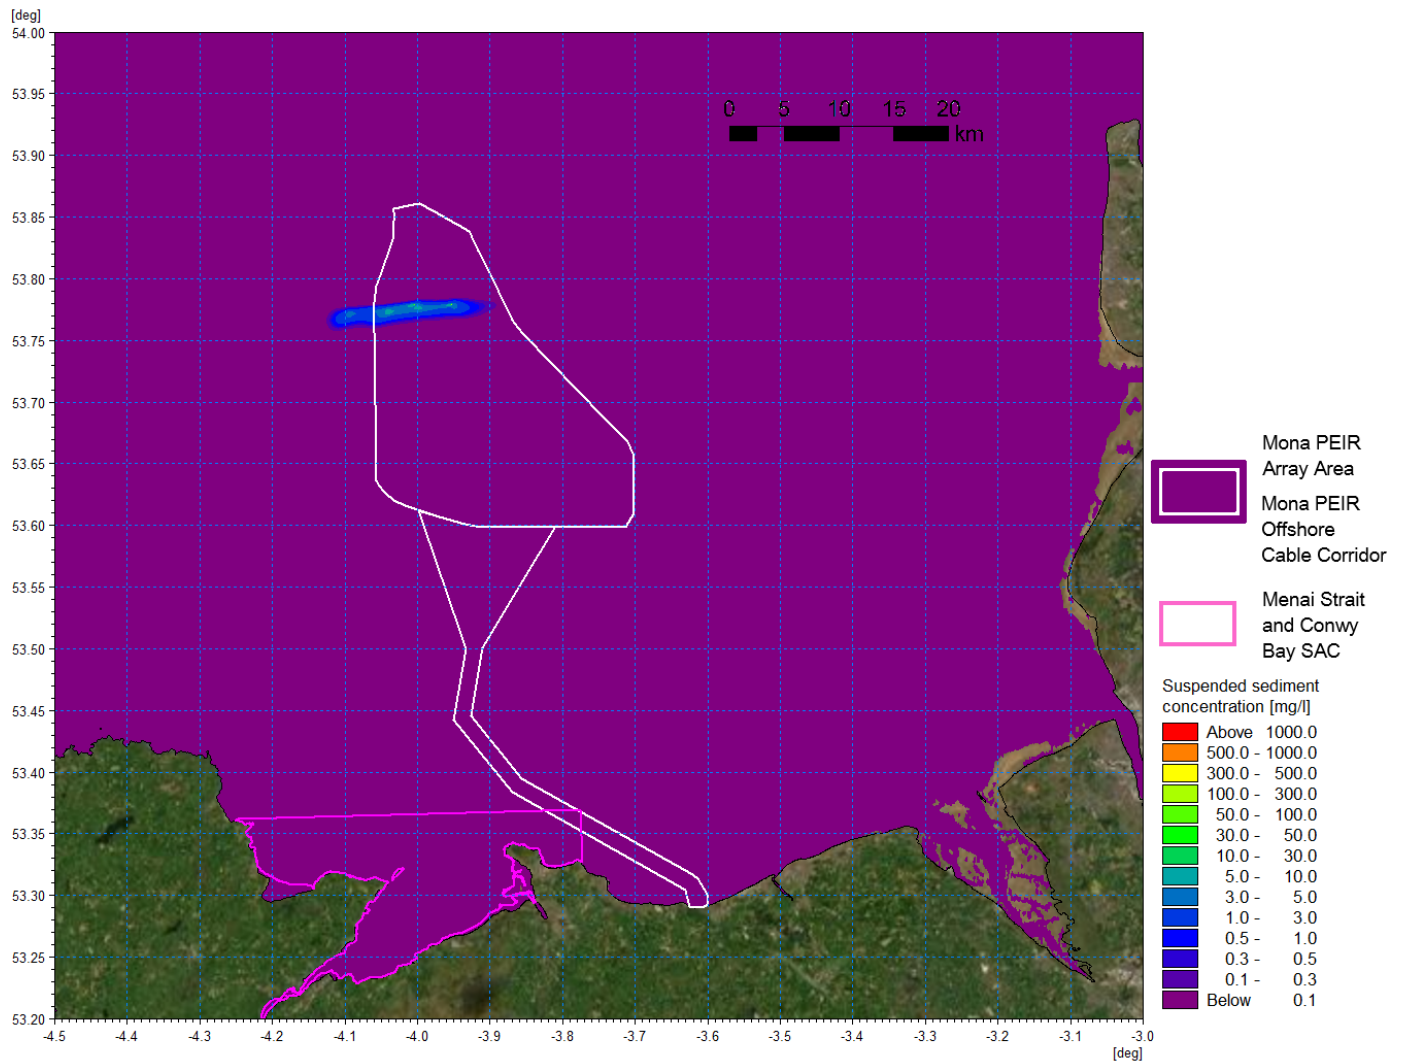 [deg]
54.00
53.95
53.90
53.85
53.80
53.75
53.70
53.65
53.60
53.55
53.50
53.45
53.40
53.35
53.30
53.25
53.20
-4.5 -4.4 -4.3 -4.2 -4.1 -4.0 -3.9 -3.8 -3.7 -3.6 -3.5 -3.4 -3.3 -3.2 -3.1 -3.0
[deg]
0 5 10 15 20
km
Mona PEIR
Array Area
Mona PEIR
Offshore
Cable Corridor
Menai Strait
and Conwy
Bay SAC
Suspended sediment
concentration [mg/l]
Above 1000.0
500.0 - 1000.0
300.0 - 500.0
100.0 - 300.0
50.0 - 100.0
30.0 - 50.0
10.0 - 30.0
5.0 - 10.0
3.0 - 5.0
1.0 - 3.0
0.5 - 1.0
0.3 - 0.5
0.1 - 0.3
Below 0.1